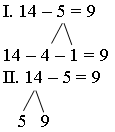 I. 14 – 5 = 9
14 – 4 – 1 = 9
II. 14 – 5 = 9
5 9